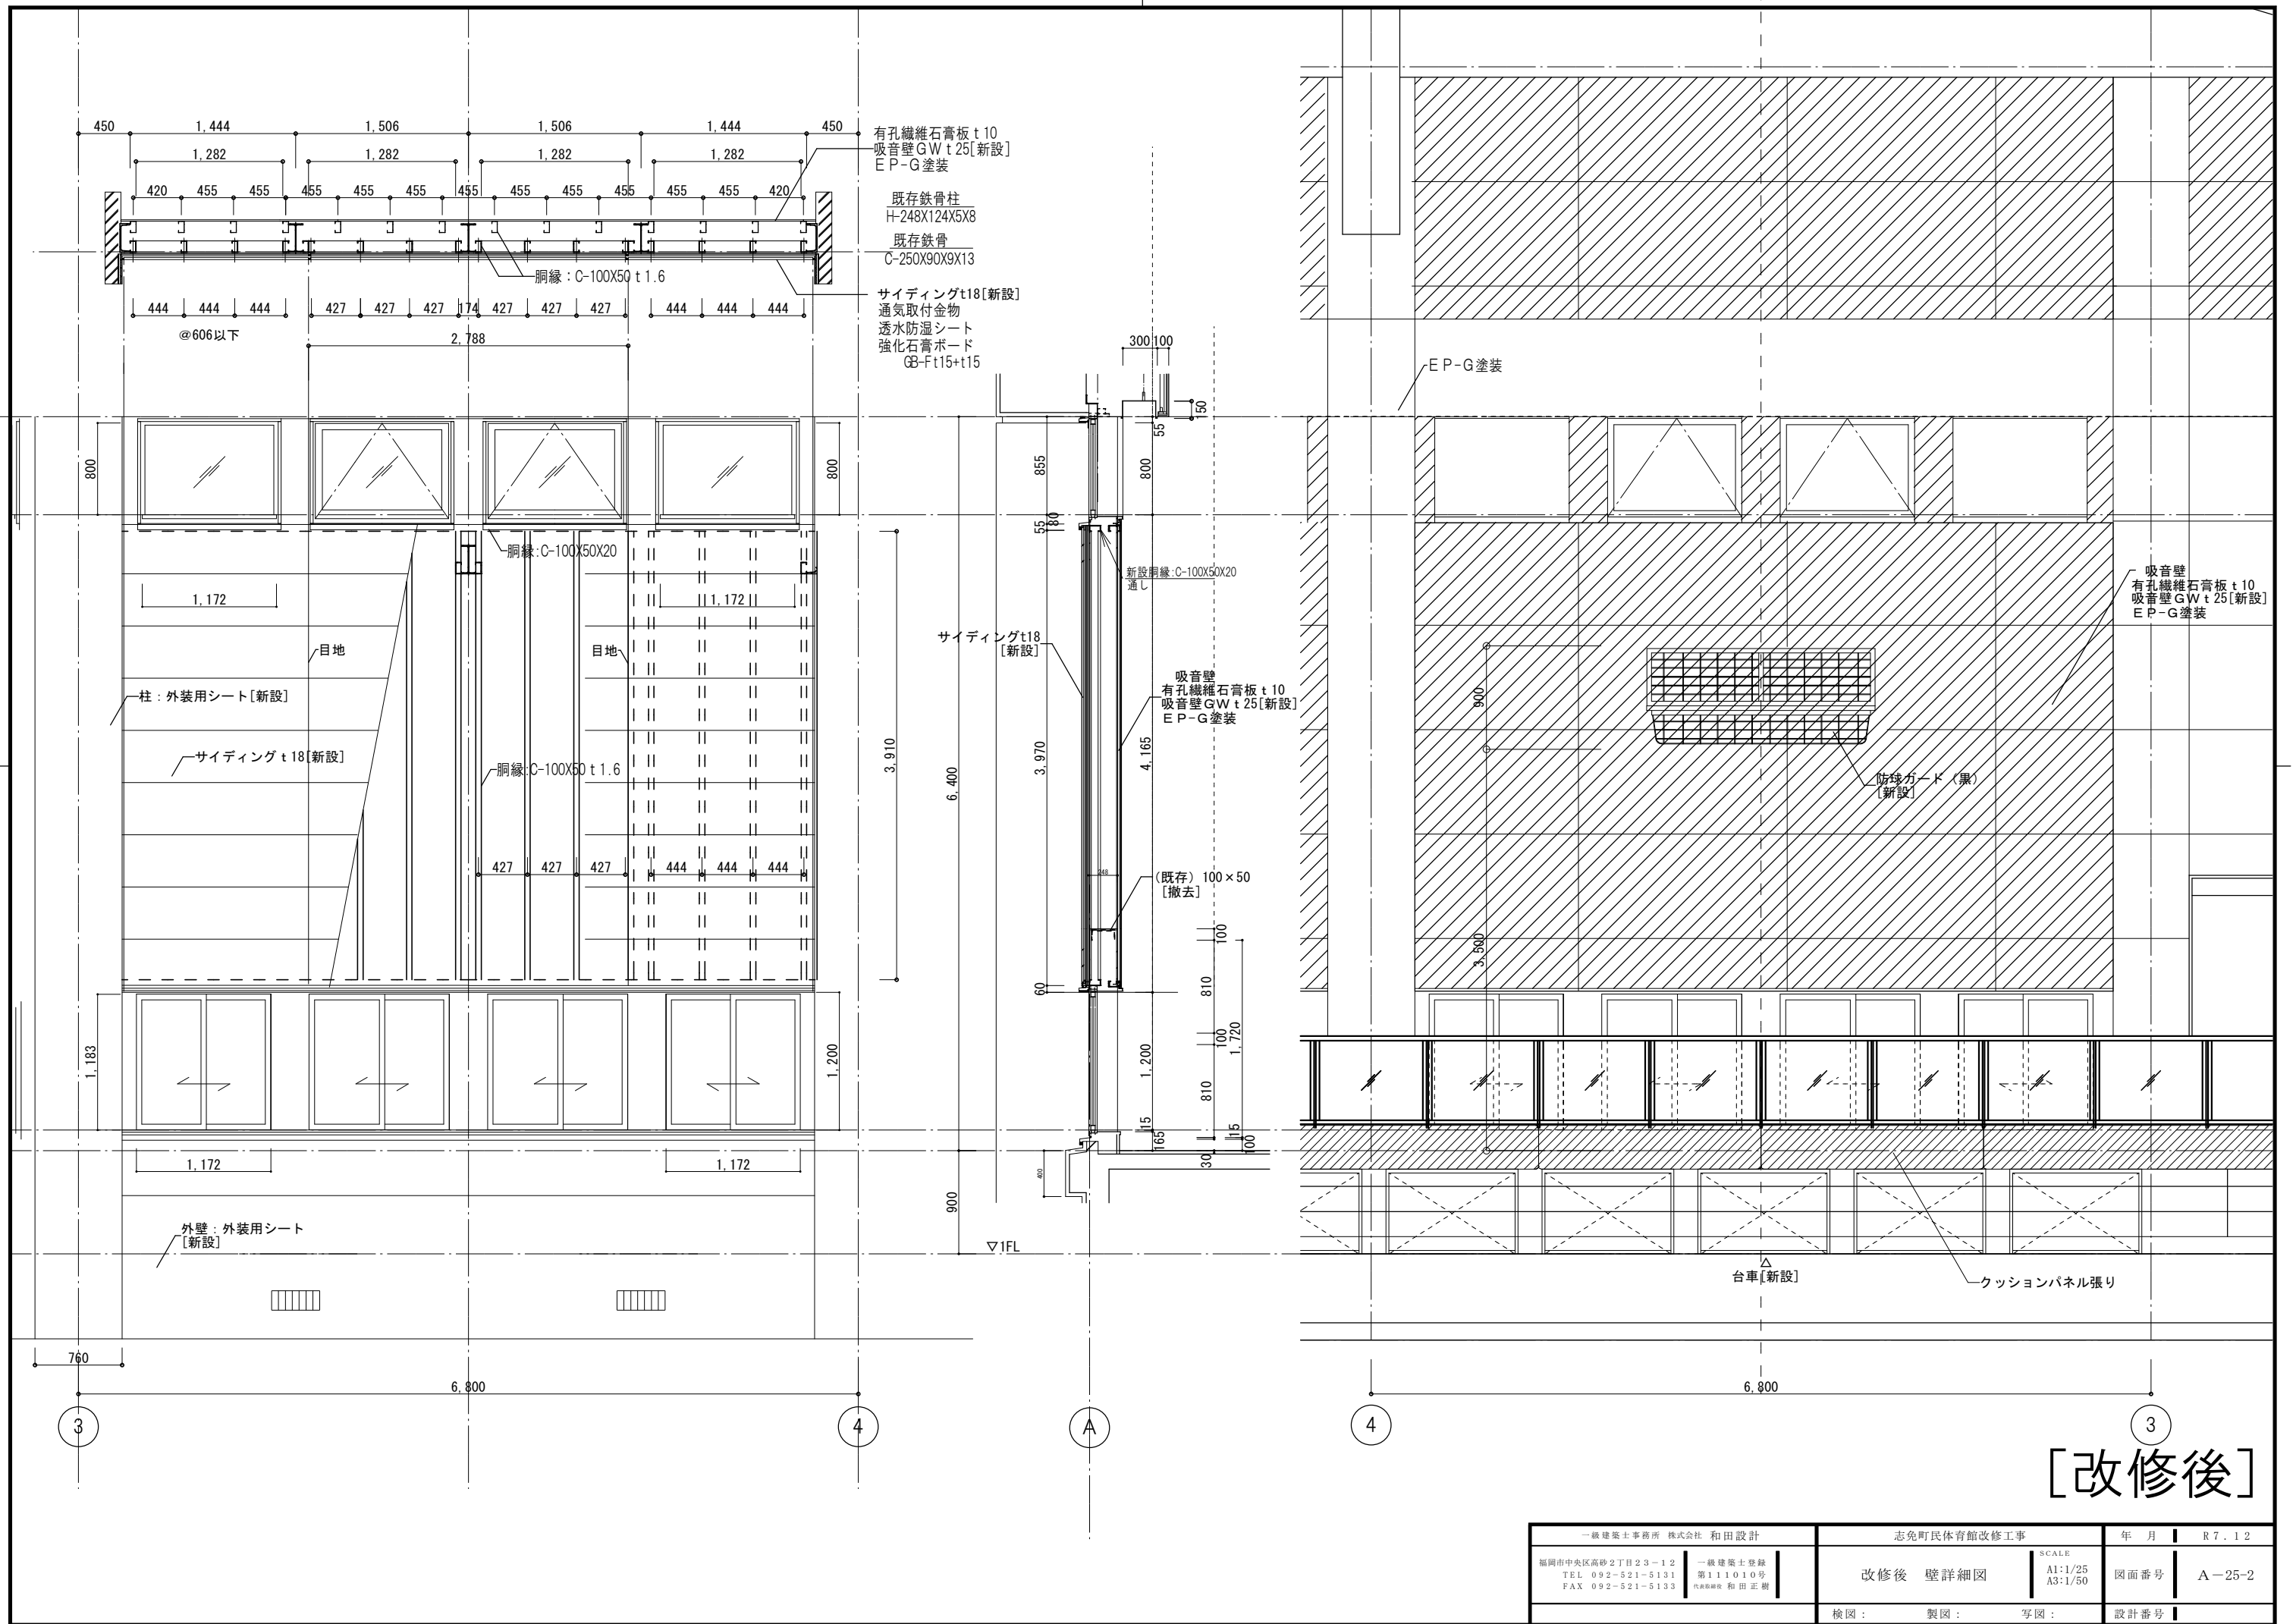 450 1,444 1,506 1,506 1,444 450
1,282 1,282 1,282 1,282
420 455 455 455 455 455 455 455 455 455 455 455 420
有孔繊維石膏板ｔ10
吸音壁GWｔ25[新設]
ＥＰ-Ｇ塗装
既存鉄骨柱
H-248X124X5X8
既存鉄骨
C-250X90X9X13
胴縁：C-100X50ｔ1.6
サイディングt18[新設]
通気取付金物
透水防湿シート
強化石膏ボード
GB-Ft15+t15
444 444 444 427 427 427 174 427 427 427 444 444 444
@606以下
2,788
800
800
胴縁:C-100X50X20
1,172
1,172
目地
目地
柱：外装用シート[新設]
サイディングｔ18[新設]
胴縁:C-100X50ｔ1.6
3,910
427 427 427 444 444 444
1,183
1,200
1,172
1,172
外壁：外装用シート
[新設]
760
6,800
3
4
300 100
150
55
855
800
55
80
新設胴縁:C-100X50X20
通し
サイディングt18
[新設]
吸音壁
有孔繊維石膏板ｔ10
吸音壁GWｔ25[新設]
ＥＰ-Ｇ塗装
6,400
3,970
4,165
248
(既存) 100×50
[撤去]
60
100
810
100
1,720
810
1,200
15
165
15
100
30
400
900
▽1FL
A
ＥＰ-Ｇ塗装
吸音壁
有孔繊維石膏板ｔ10
吸音壁GWｔ25[新設]
ＥＰ-Ｇ塗装
900
防球ガード（黒）
[新設]
3,500
台車[新設]
クッションパネル張り
6,800
4
3
[改修後]
一級建築士事務所 株式会社 和田設計
福岡市中央区高砂２丁目２３－１２
TEL 092-521-5131
FAX 092-521-5133
一級建築士登録
第１１１０１０号
代表取締役 和田正樹
志免町民体育館改修工事
改修後 壁詳細図
SCALE
A1:1/25
A3:1/50
検図： 製図： 写図：
年 月 R7.12
図面番号 A-25-2
設計番号